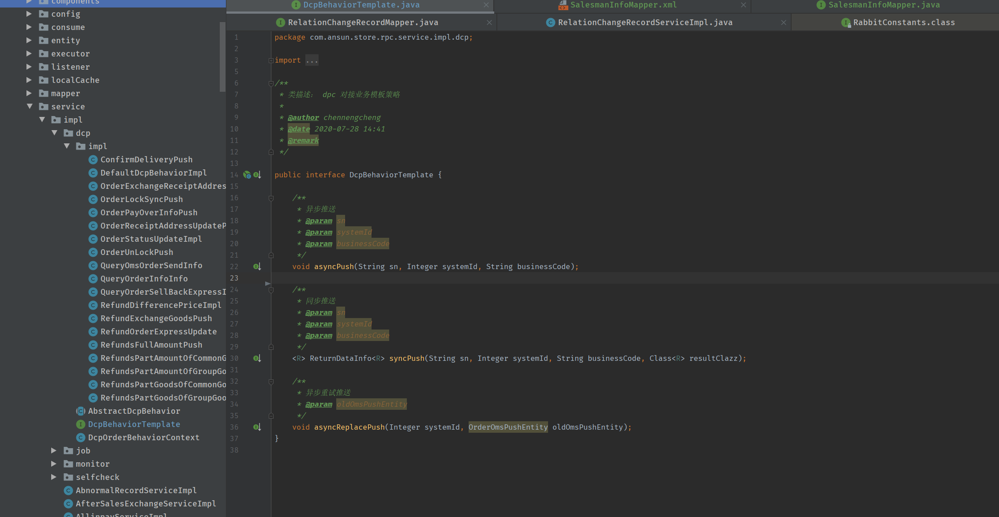 components
config
consume
entity
executor
listener
localCache
mapper
service
impl
dcp
impl
ConfirmDeliveryPush
DefaultDcpBehaviorImpl
OrderExchangeReceiptAddres
OrderLockSyncPush
OrderPayOverInfoPush
OrderReceiptAddressUpdateP
OrderStatusUpdateImpl
OrderUnLockPush
QueryOmsOrderSendInfo
QueryOrderInfoInfo
QueryOrderSellBackExpressI
RefundDifferencePriceImpl
RefundExchangeGoodsPush
RefundOrderExpressUpdate
RefundsFullAmountPush
RefundsPartAmountOfCommonG
RefundsPartAmountOfGroupGo
RefundsPartGoodsOfCommonGo
RefundsPartGoodsOfGroupGoo
AbstractDcpBehavior
DcpBehaviorTemplate
DcpOrderBehaviorContext
job
monitor
selfcheck
AbnormalRecordServiceImpl
AfterSalesExchangeServiceImpl
AllinpayServiceImpl
DcpBehaviorTemplate.java SalesmanInfoMapper.xml SalesmanInfoMapper.java
RelationChangeRecordMapper.java RelationChangeRecordServiceImpl.java RabbitConstants.class
1 package com.ansun.store.rpc.service.impl.dcp;
2
3 import ...
5
6 /**
7 * 类描述： dpc 对接业务模板策略
8 *
9 * @author chennengcheng
10 * @date 2020-07-28 14:41
11 * @remark
12 */
13
14 public interface DcpBehaviorTemplate {
15
16 /**
17 * 异步推送
18 * @param sn
19 * @param systemId
20 * @param businessCode
21 */
22 void asyncPush(String sn, Integer systemId, String businessCode);
23
24 /**
25 * 同步推送
26 * @param sn
27 * @param systemId
28 * @param businessCode
29 */
30 <R> ReturnDataInfo<R> syncPush(String sn, Integer systemId, String businessCode, Class<R> resultClazz);
31
32 /**
33 * 异步重试推送
34 * @param oldOmsPushEntity
35 */
36 void asyncReplacePush(Integer systemId, OrderOmsPushEntity oldOmsPushEntity);
37 }
38